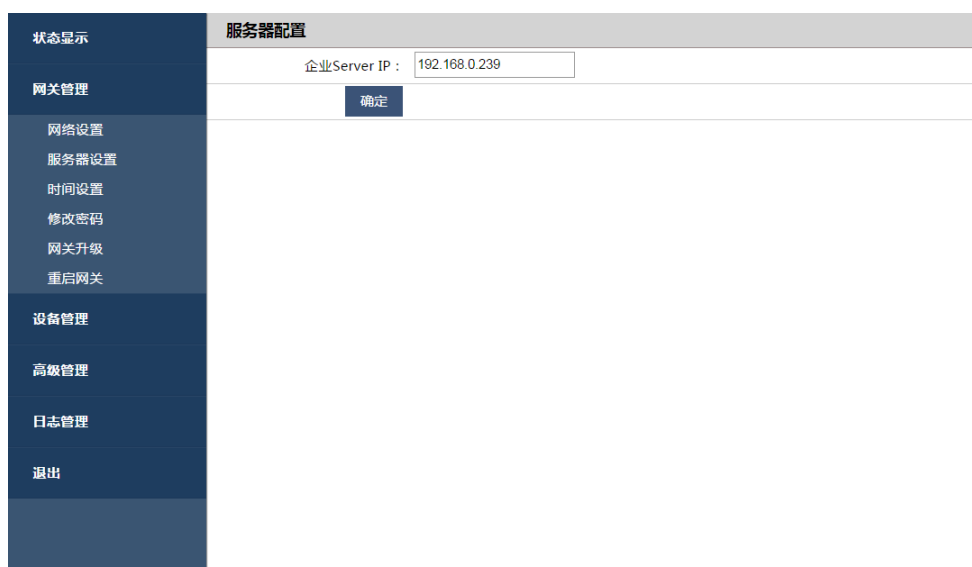 状态显示
网关管理
网络设置
服务器设置
时间设置
修改密码
网关升级
重启网关
设备管理
高级管理
日志管理
退出
服务器配置
企业Server IP： 192.168.0.239
确定